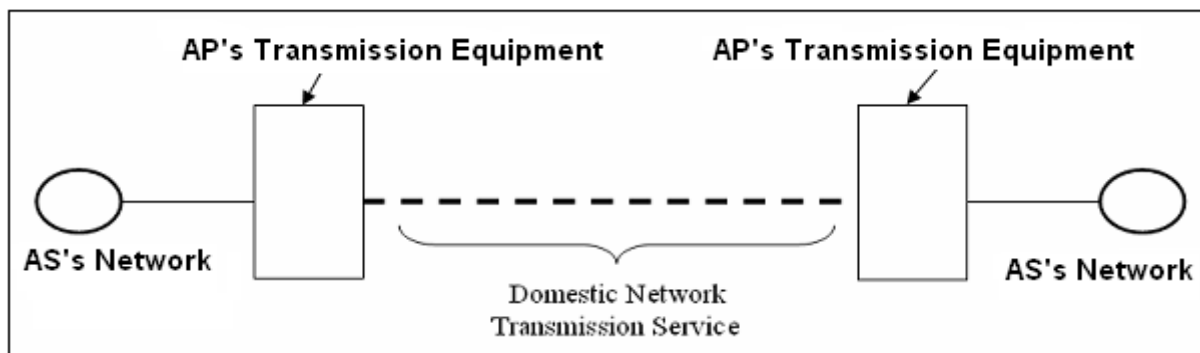 AP's Transmission Equipment
AP's Transmission Equipment
AS's Network
AS's Network
Domestic Network
Transmission Service